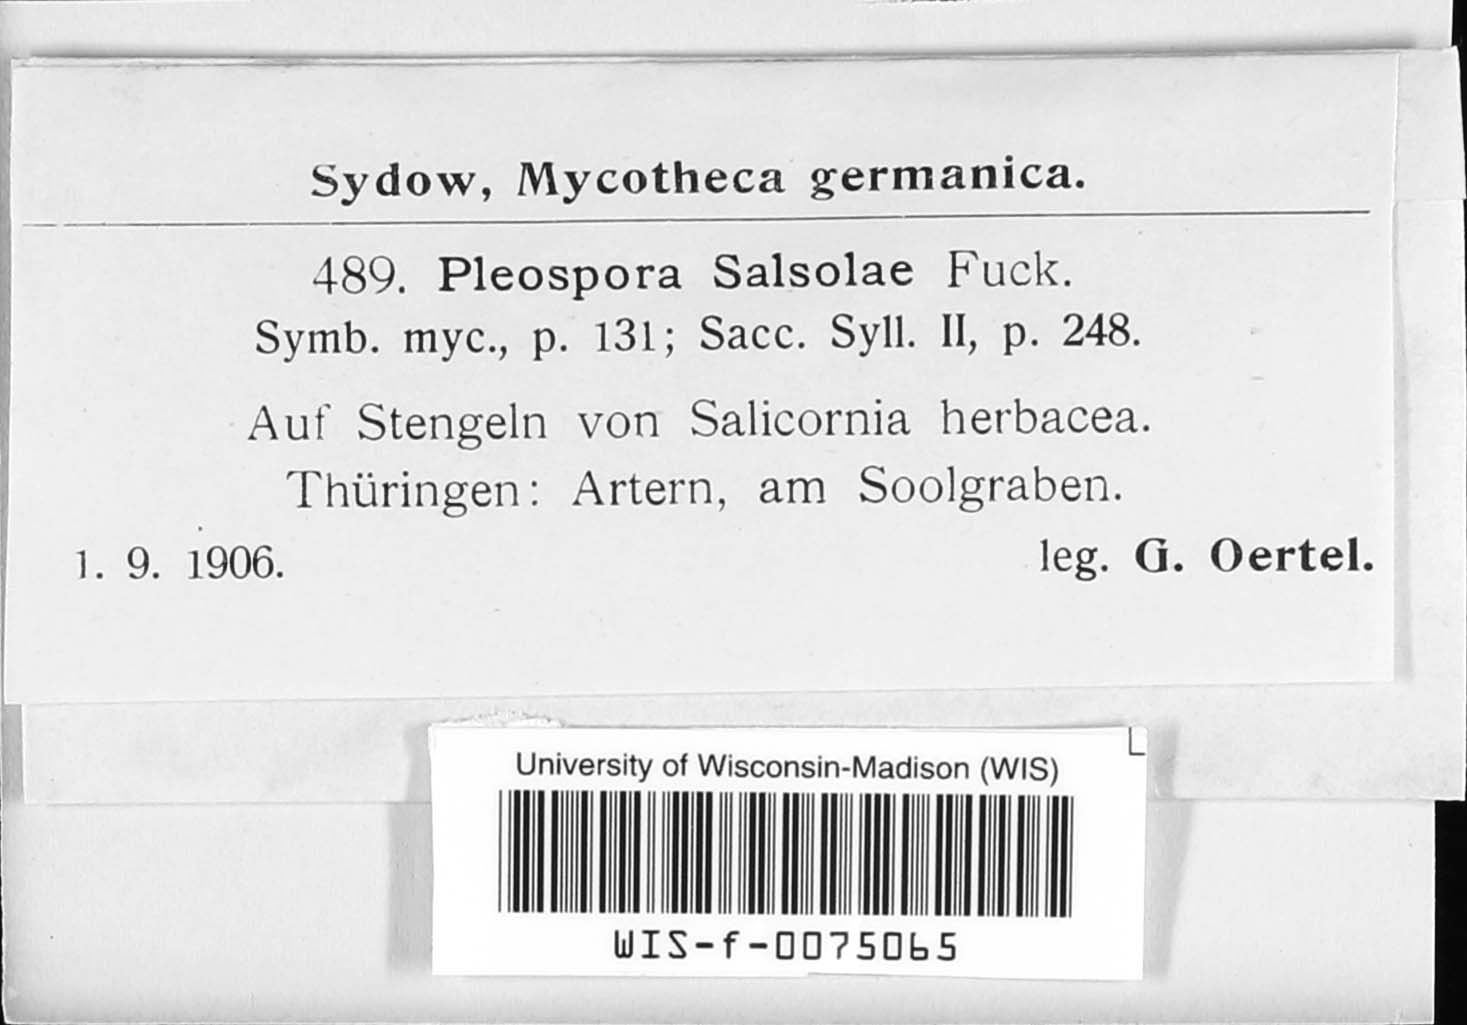 Sydow, Mycotheca germanica.
489. Pleospora Salsolae Fuck.
Symb. myc., p. 131; Sacc. Syll. II, p. 248.
Auf Stengeln von Salicornia herbacea.
Thüringen: Artern, am Soolgraben.
1. 9. 1906. leg. G. Oertel.
University of Wisconsin-Madison (WIS)
WIS-f-0075065